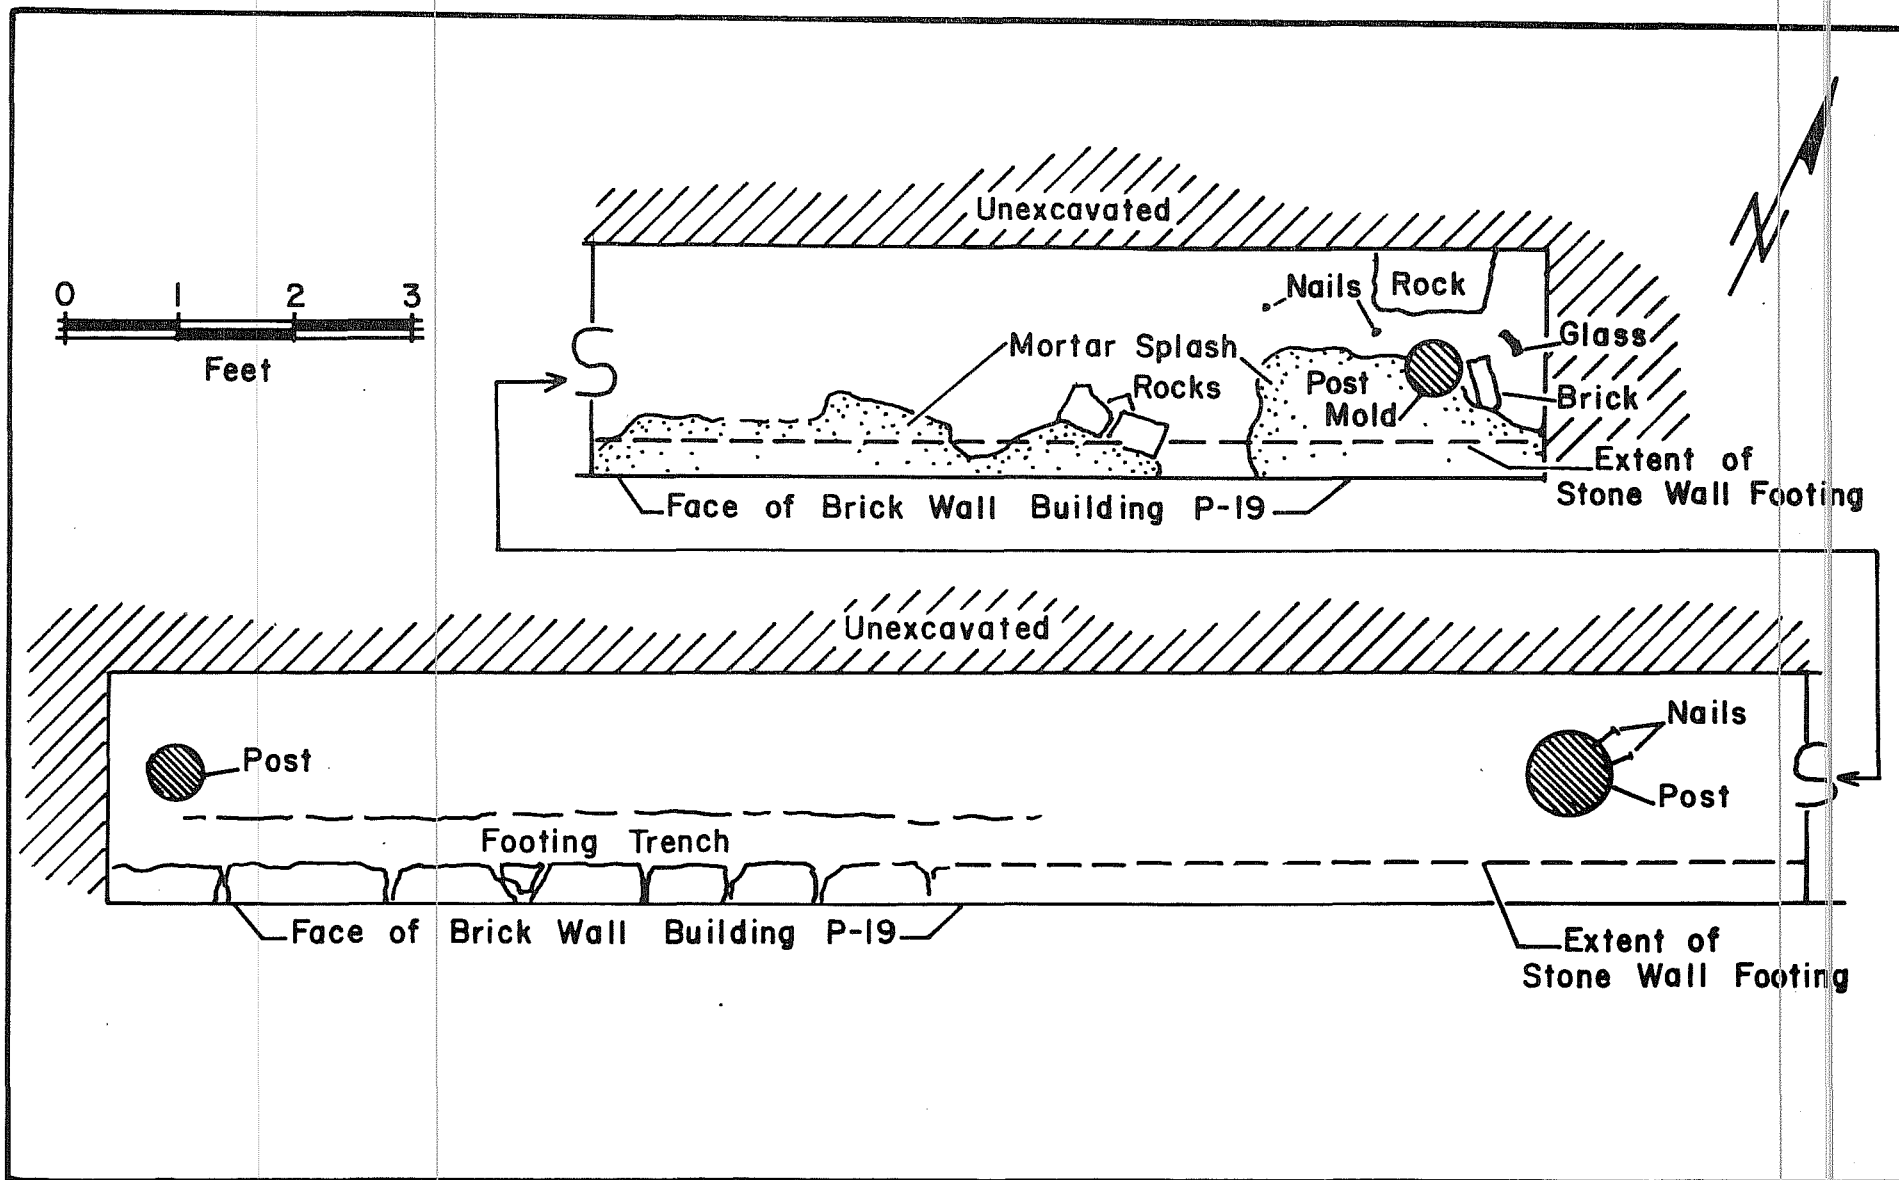 Unexcavated
N
0 1 2 3
Feet
Nails
Rock
Glass
Mortar Splash
Rocks
Post
Mold
Brick
Extent of
Stone Wall Footing
Face of Brick Wall Building P-19
Unexcavated
Nails
Post
Post
Footing Trench
Face of Brick Wall Building P-19
Extent of
Stone Wall Footing